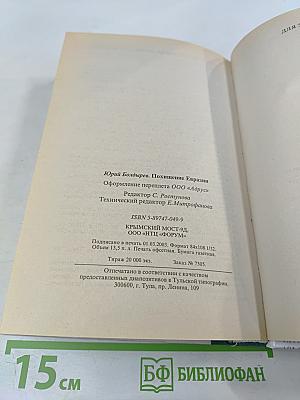 Юрий Болдырев. Похищение Евразии
Оформление переплета ООО «Адрус»
Редактор С. Распутова
Технический редактор Е.Митрофанова
ISBN 5-89747-049-9
КРЫМСКИЙ МОСТ-9Д,
ООО «НТЦ «ФОРУМ»
Подписано в печать 01.03.2003. Формат 84х108 1/32.
Объем 13,5 п. л. Печать офсетная. Бумага газетная.
Тираж 20 000 экз. Заказ № 7305.
Отпечатано в соответствии с качеством
предоставленных диапозитивов в Тульской типографии.
300600, г. Тула, пр. Ленина, 109
15 см
БФ БИБЛИОФАН